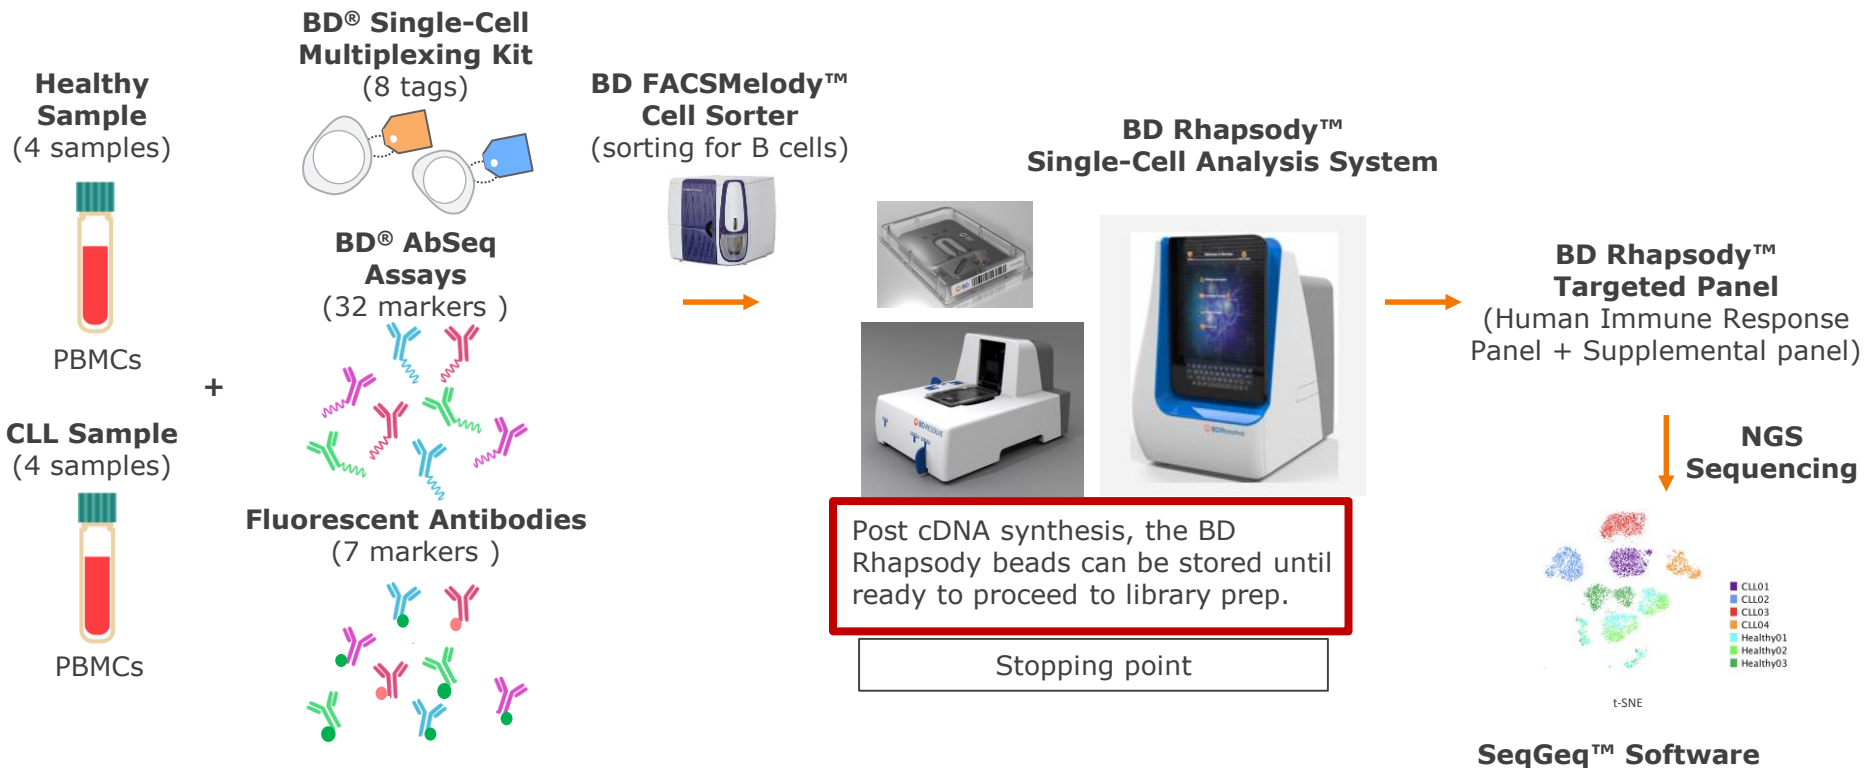 Healthy
Sample
(4 samples)
PBMCs
CLL Sample
(4 samples)
PBMCs
+
BD® Single-Cell
Multiplexing Kit
(8 tags)
BD® AbSeq
Assays
(32 markers )
Fluorescent Antibodies
(7 markers )
BD FACSMelody™
Cell Sorter
(sorting for B cells)
BD Rhapsody™
Single-Cell Analysis System
BD
Post cDNA synthesis, the BD
Rhapsody beads can be stored until
ready to proceed to library prep.
Stopping point
BD Rhapsody™
Targeted Panel
(Human Immune Response
Panel + Supplemental panel)
NGS
Sequencing
CLL01
CLL02
CLL03
CLL04
Healthy01
Healthy02
Healthy03
t-SNE
SeqGeq™ Software